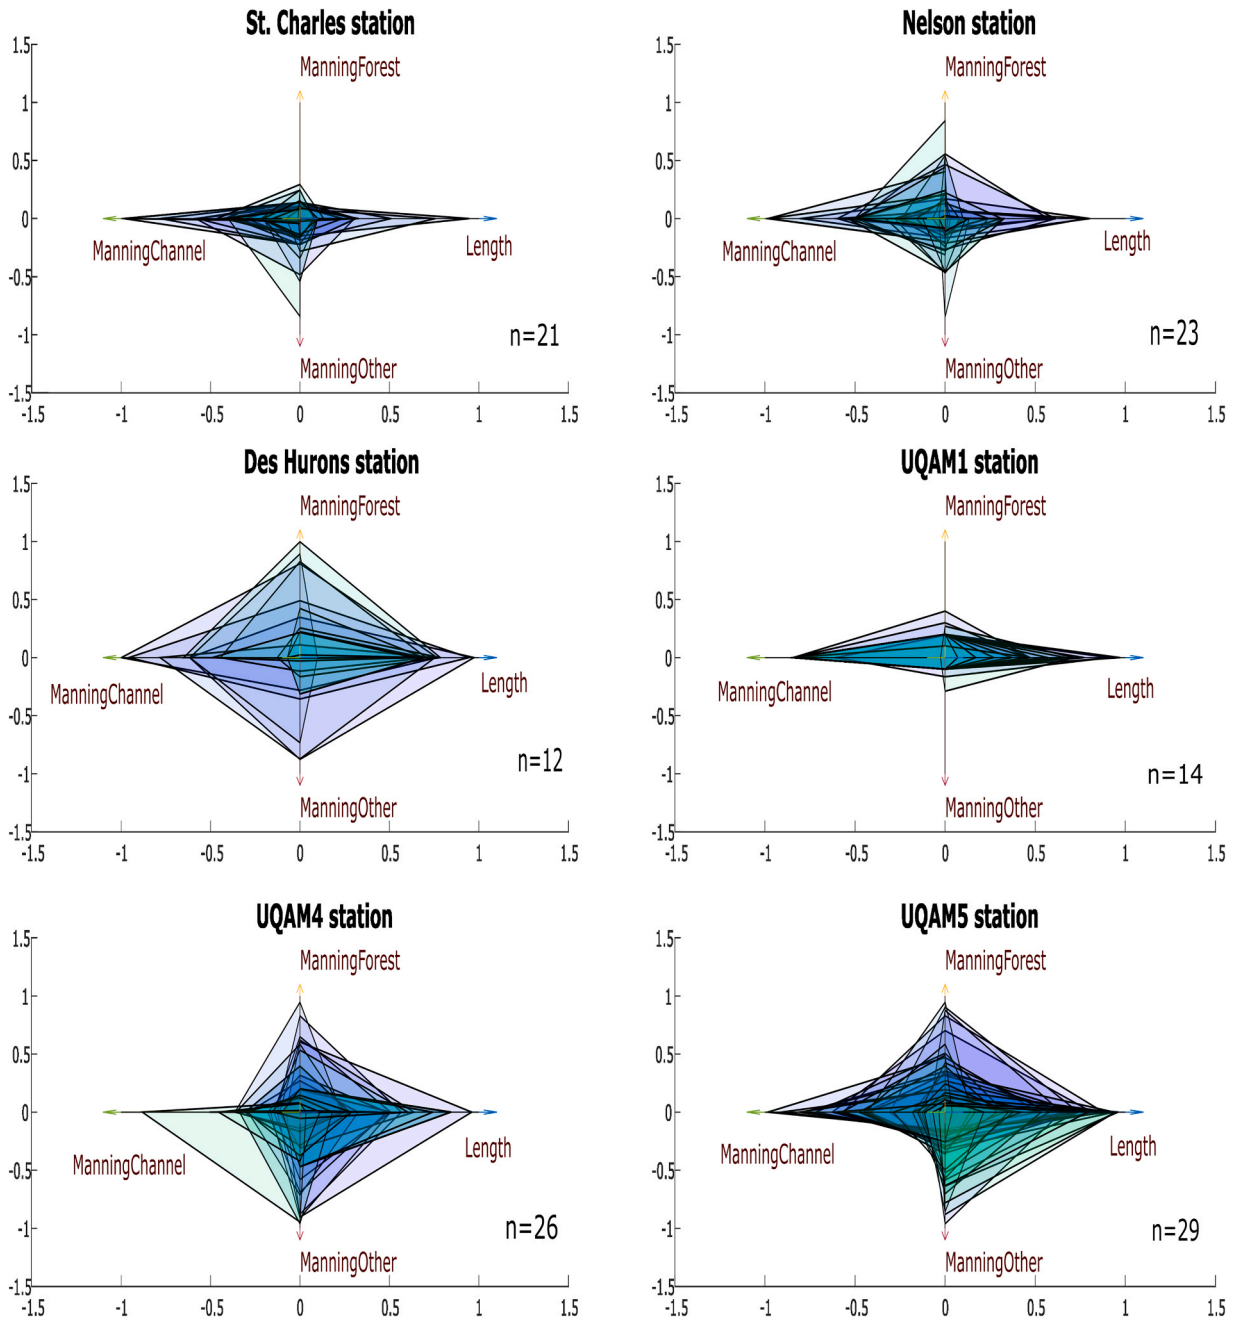 St. Charles station
1.5
ManningForest
1
0.5
0
ManningChannel
Length
-0.5
-1
n=21
ManningOther
-1.5
-1.5 -1 -0.5 0 0.5 1 1.5
Nelson station
1.5
ManningForest
1
0.5
0
ManningChannel
Length
-0.5
-1
n=23
ManningOther
-1.5
-1.5 -1 -0.5 0 0.5 1 1.5
Des Hurons station
1.5
ManningForest
1
0.5
0
ManningChannel
Length
-0.5
n=12
-1
ManningOther
-1.5
-1.5 -1 -0.5 0 0.5 1 1.5
UQAM1 station
1.5
ManningForest
1
0.5
0
ManningChannel
Length
-0.5
-1
n=14
ManningOther
-1.5
-1.5 -1 -0.5 0 0.5 1 1.5
UQAM4 station
1.5
ManningForest
1
0.5
0
Length
ManningChannel
-0.5
-1
n=26
ManningOther
-1.5
-1.5 -1 -0.5 0 0.5 1 1.5
UQAM5 station
1.5
ManningForest
1
0.5
0
ManningChannel
Length
-0.5
-1
n=29
ManningOther
-1.5
-1.5 -1 -0.5 0 0.5 1 1.5